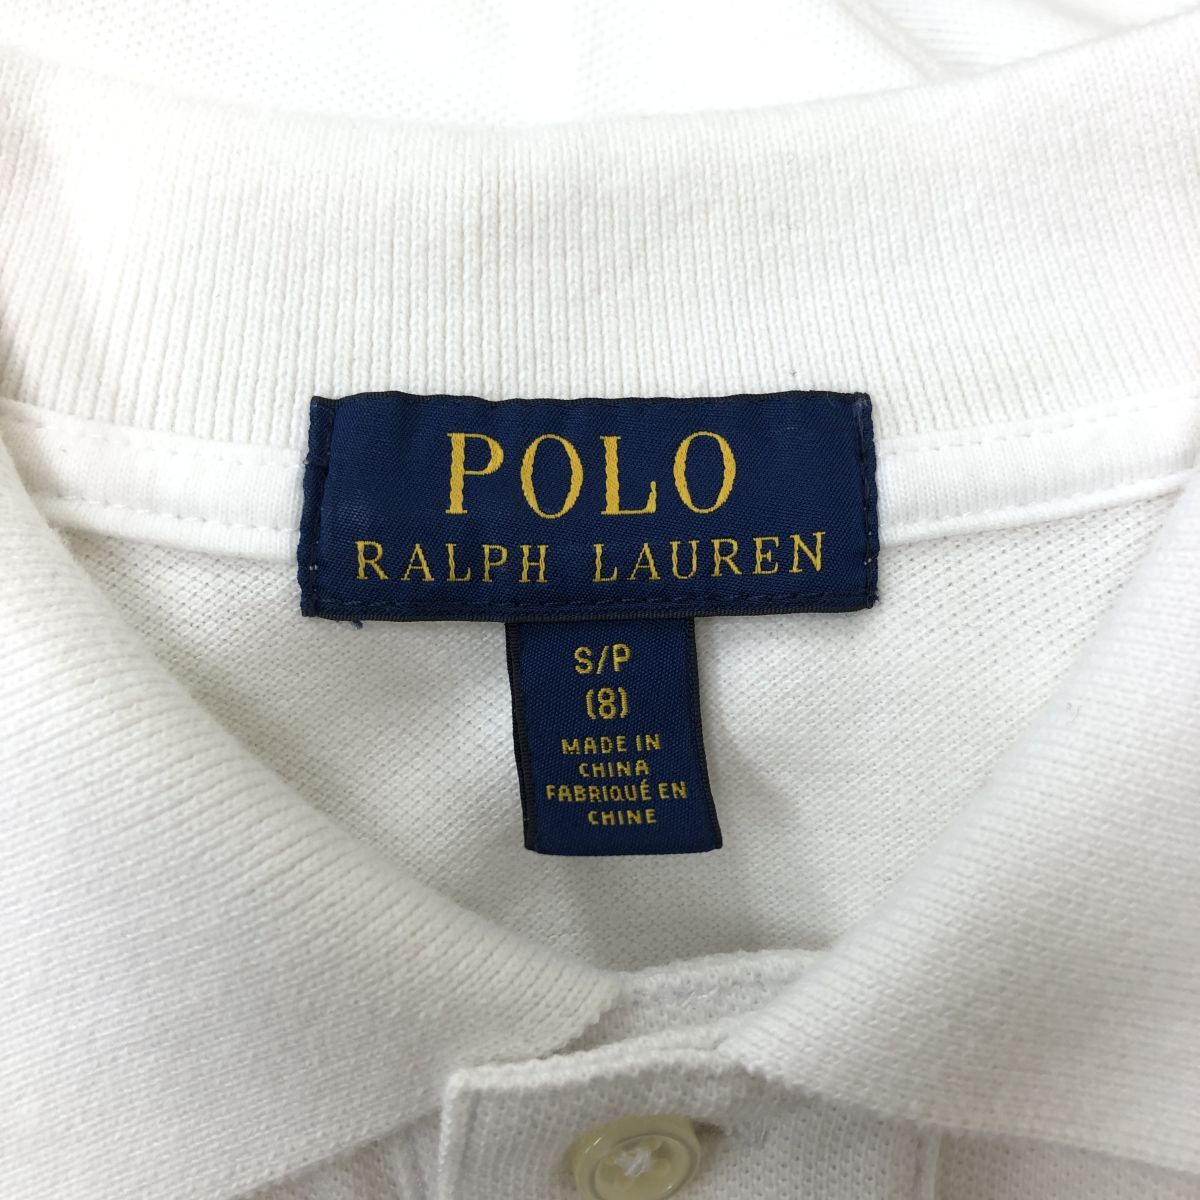 POLO
RALPH LAUREN
S/P
(8)
MADE IN
CHINA
FABRIQUÉ EN
CHINE